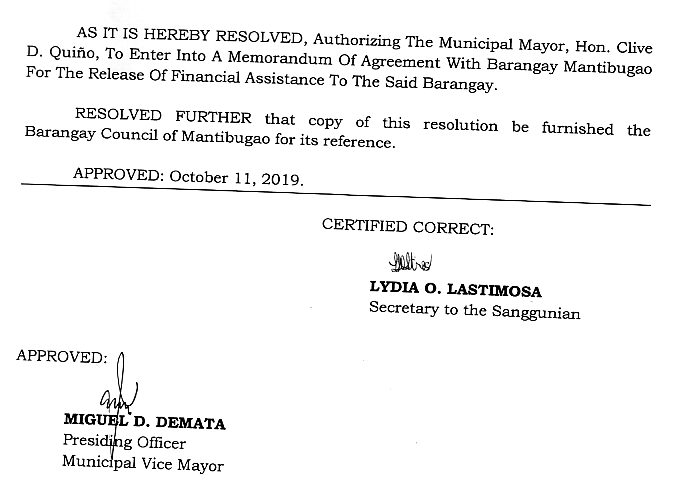 AS IT IS HEREBY RESOLVED, Authorizing The Municipal Mayor, Hon. Clive
D. Quiño, To Enter Into A Memorandum Of Agreement With Barangay Mantibugao
For The Release Of Financial Assistance To The Said Barangay.
RESOLVED FURTHER that copy of this resolution be furnished the
Barangay Council of Mantibugao for its reference.
APPROVED: October 11, 2019.
CERTIFIED CORRECT:
LYDIA O. LASTIMOSA
Secretary to the Sanggunian
APPROVED:
MIGUEL D. DEMATA
Presiding Officer
Municipal Vice Mayor